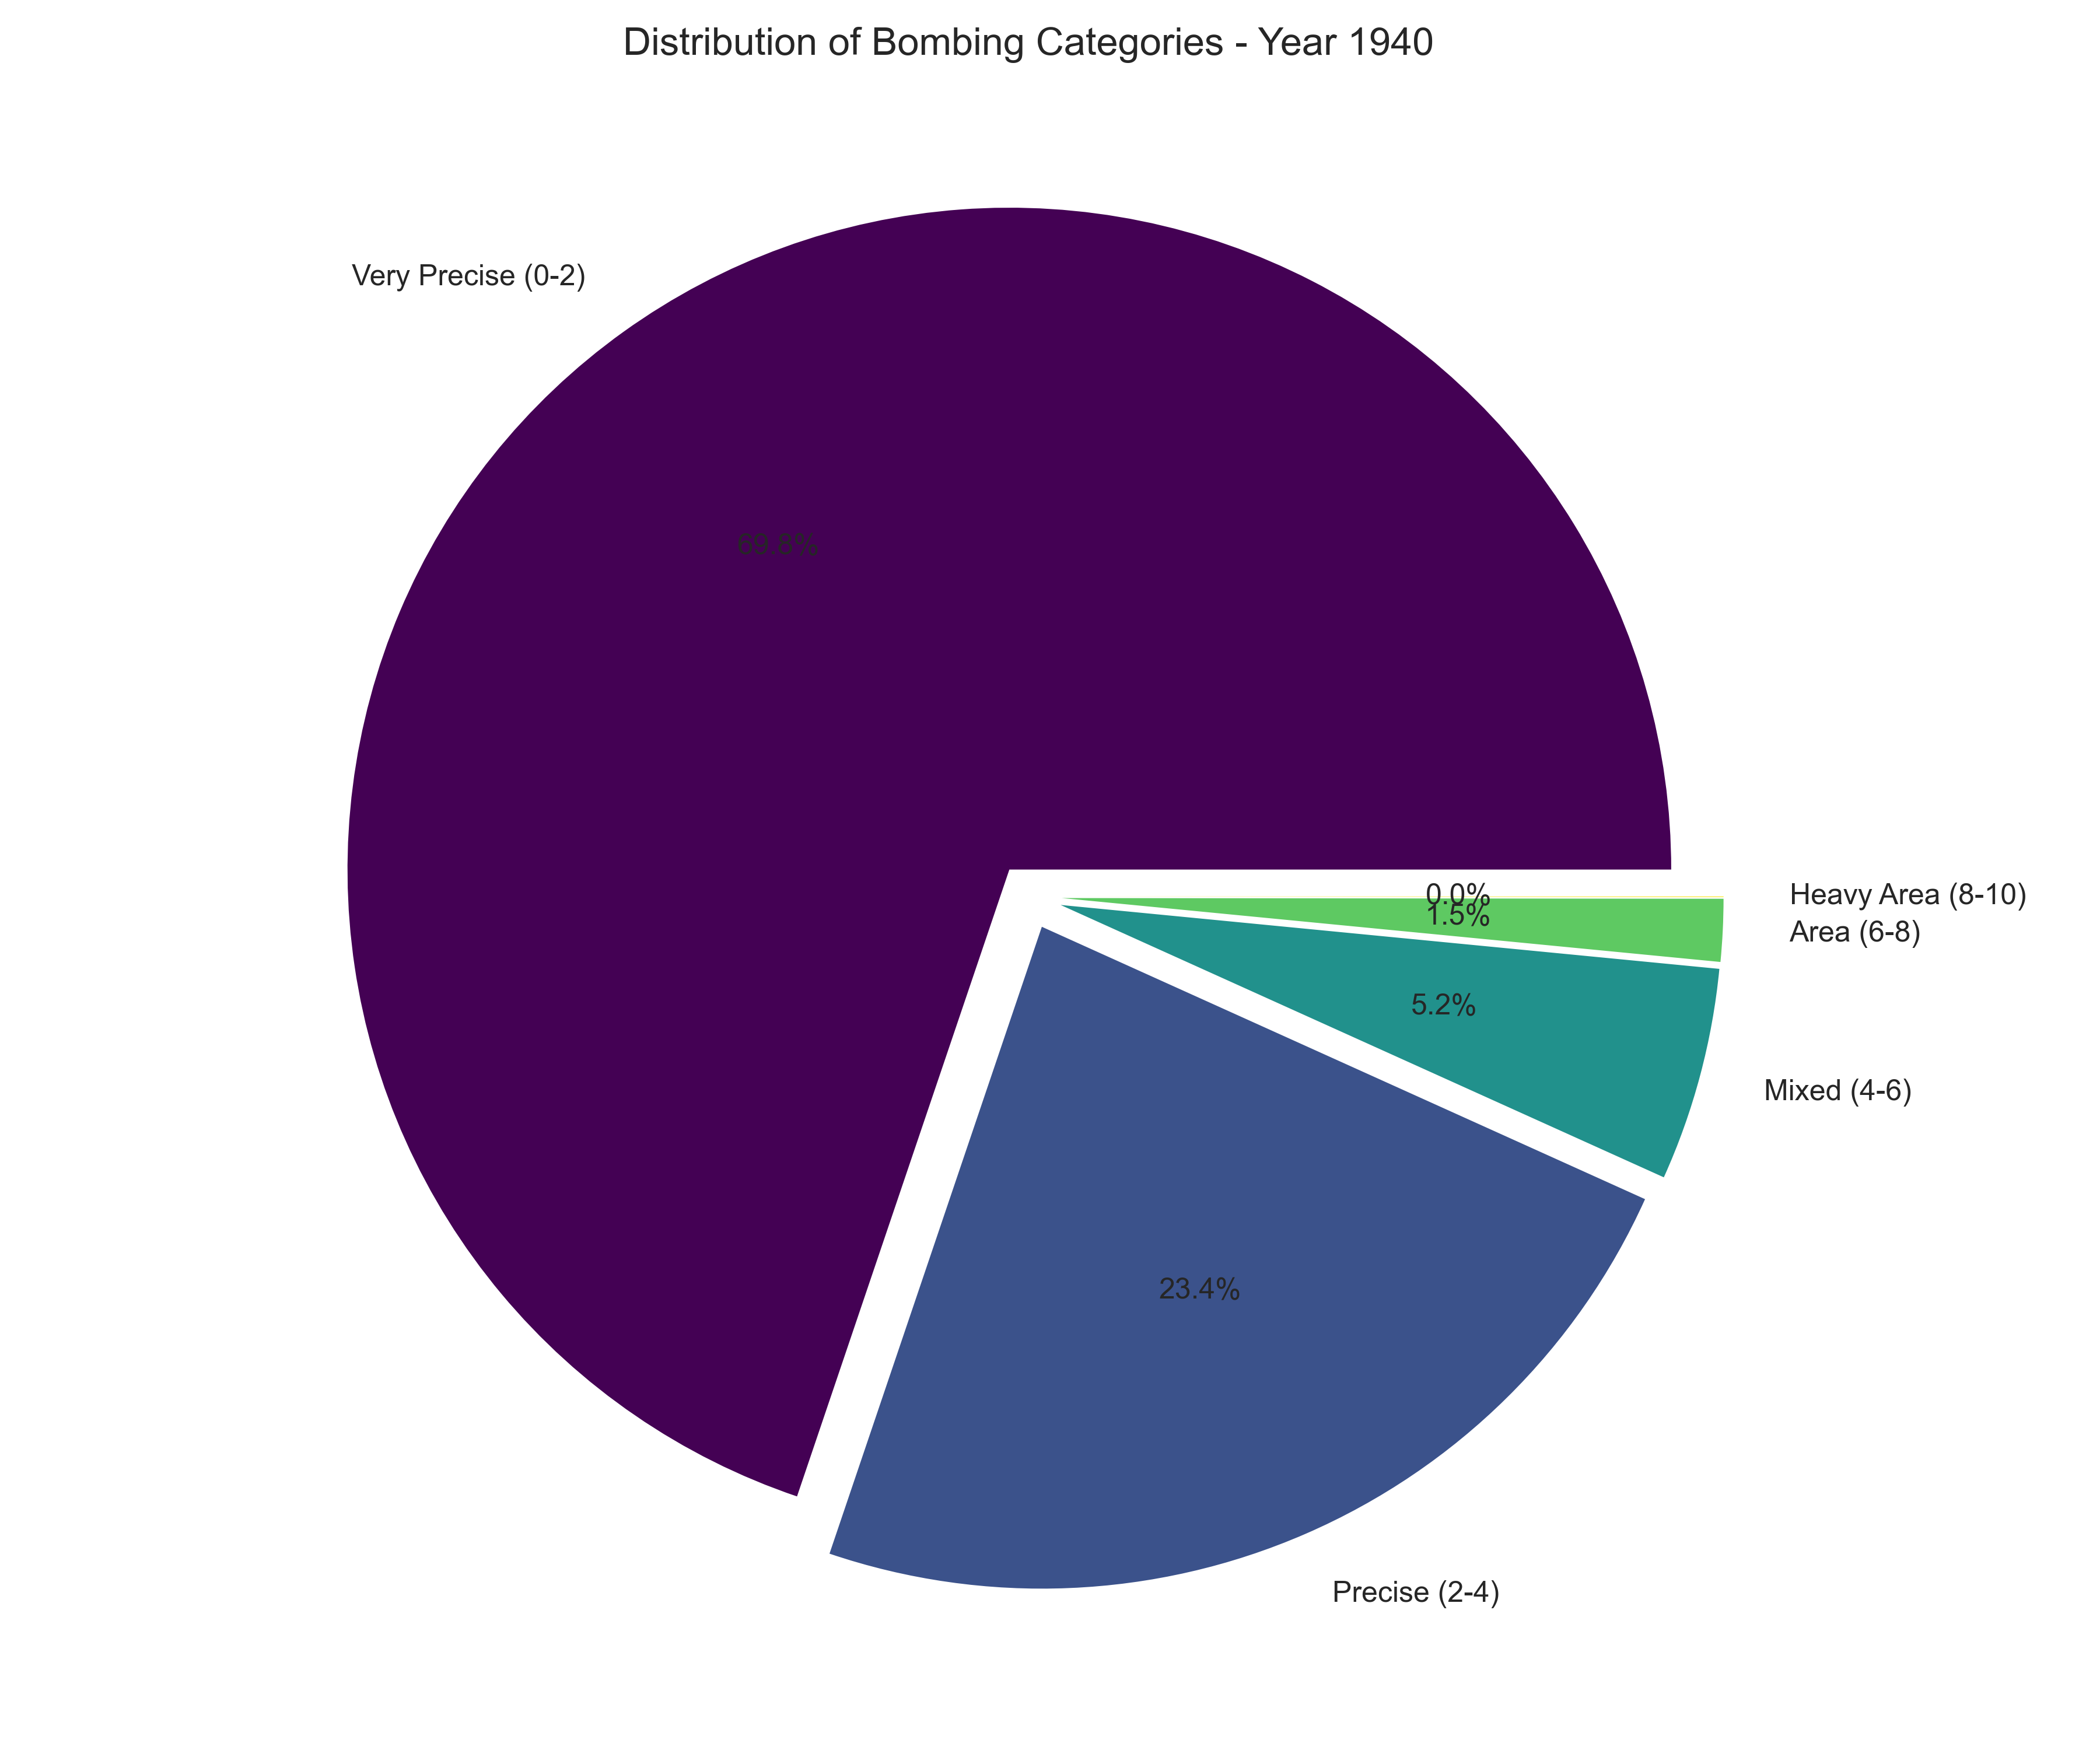 Distribution of Bombing Categories - Year 1940
Very Precise (0-2)
69.8%
0.0%
Heavy Area (8-10)
1.5%
Area (6-8)
5.2%
Mixed (4-6)
23.4%
Precise (2-4)